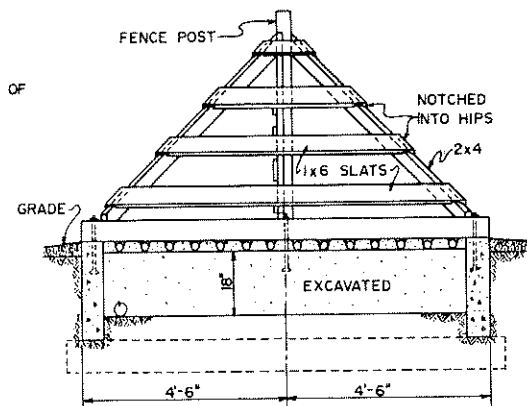 FENCE POST
OF
NOTCHED
INTO HIPS
2x4
1x6 SLATS
GRADE
18"
EXCAVATED
4'-6"
4'-6"